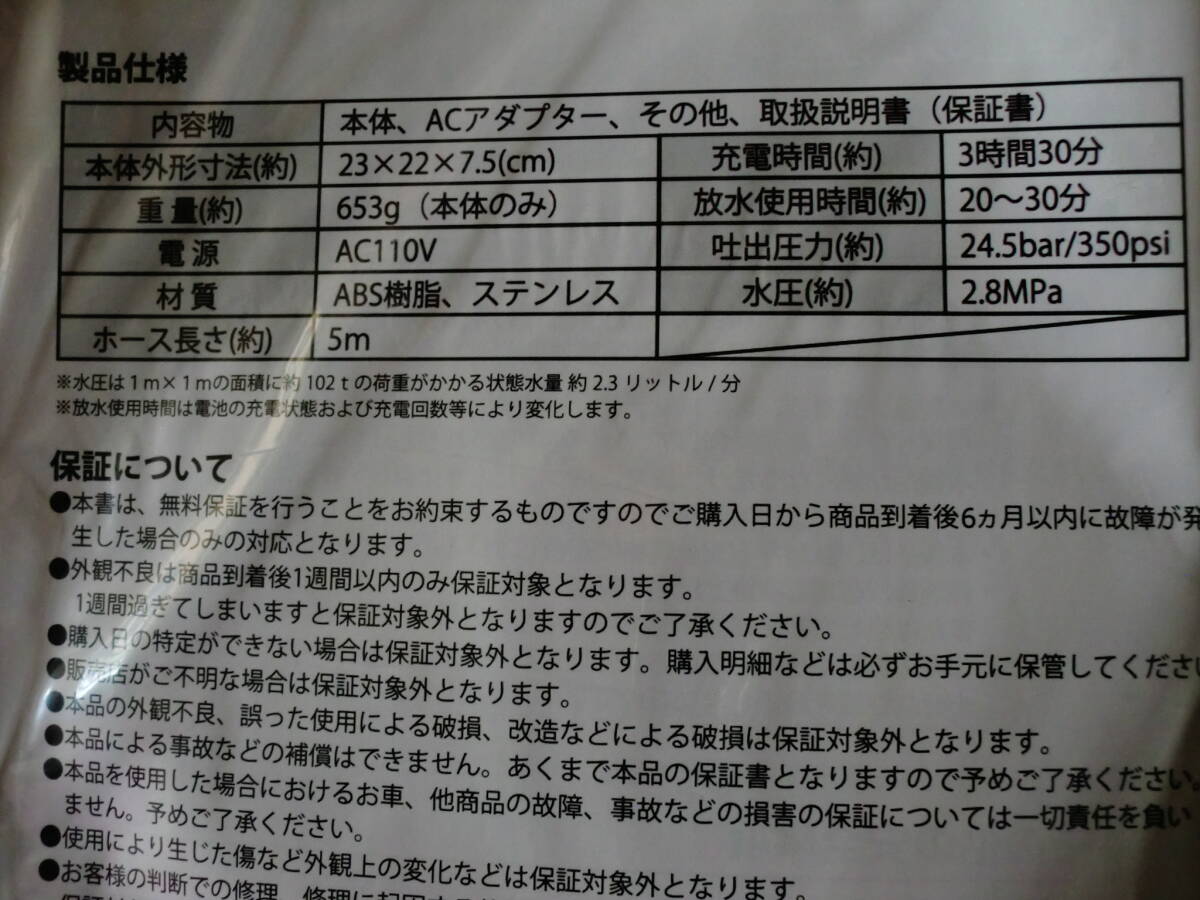 製品仕様
内容物 本体、ACアダプター、その他、取扱説明書（保証書）
本体外形寸法(約) 23×22×7.5(cm) 充電時間(約) 3時間30分
重量(約) 653g（本体のみ） 放水使用時間(約) 20～30分
電源 AC110V 吐出圧力(約) 24.5bar/350psi
材質 ABS樹脂、ステンレス 水圧(約) 2.8MPa
ホース長さ(約) 5m
※水圧は1m×1mの面積に約102tの荷重がかかる状態水量 約2.3リットル/分
※放水使用時間は電池の充電状態および充電回数等により変化します。
保証について
●本書は、無料保証を行うことをお約束するものですのでご購入日から商品到着後6ヵ月以内に故障が発
生した場合のみの対応となります。
●外観不良は商品到着後1週間以内のみ保証対象となります。
1週間過ぎてしまいますと保証対象外となりますのでご了承ください。
●購入日の特定ができない場合は保証対象外となります。購入明細などは必ずお手元に保管してくださ
●販売店がご不明な場合は保証対象外となります。
●本品の外観不良、誤った使用による破損、改造などによる破損は保証対象外となります。
●本品による事故などの補償はできません。あくまで本品の保証書となりますので予めご了承ください。
●本品を使用した場合におけるお車、他商品の故障、事故などの損害の保証については一切責任を負い
ません。予めご了承ください。
●使用により生じた傷など外観上の変化などは保証対象外となります。
●お客様の判断での修理、修理に起因する